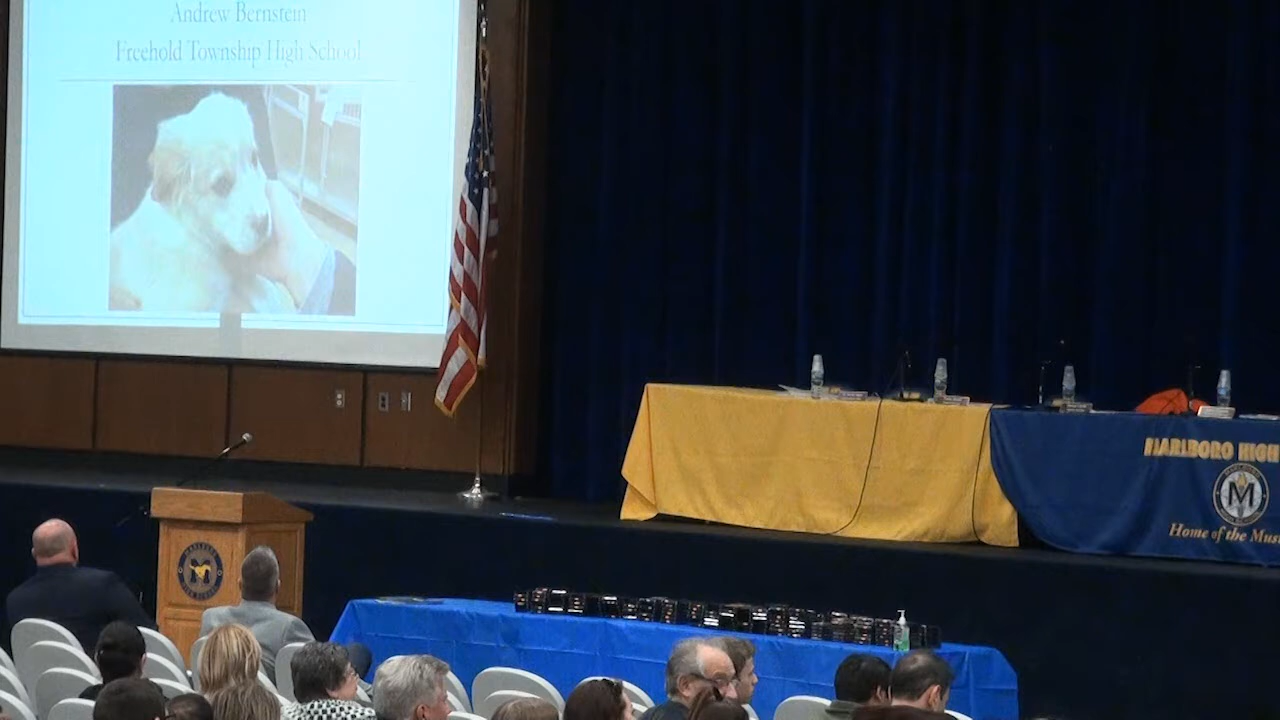 Andrew Bernstein
Freehold Township High School
MARLBORO HIGH
M
Home of the Mus